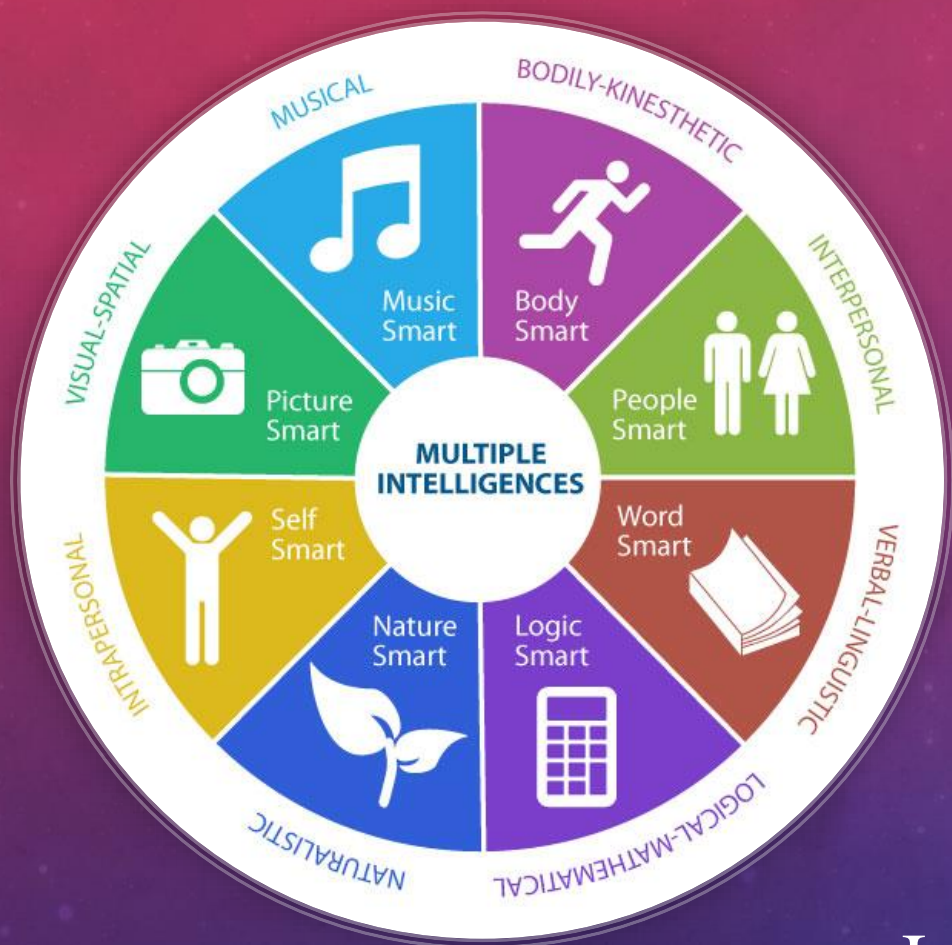 MUSICAL
BODILY-KINESTHETIC
INTERPERSONAL
VERBAL-LINGUISTIC
LOGICAL-MATHEMATICAL
NATURALISTIC
INTRAPERSONAL
VISUAL-SPATIAL
Music
Smart
Body
Smart
People
Smart
Word
Smart
Logic
Smart
Nature
Smart
Self
Smart
Picture
Smart
MULTIPLE
INTELLIGENCES